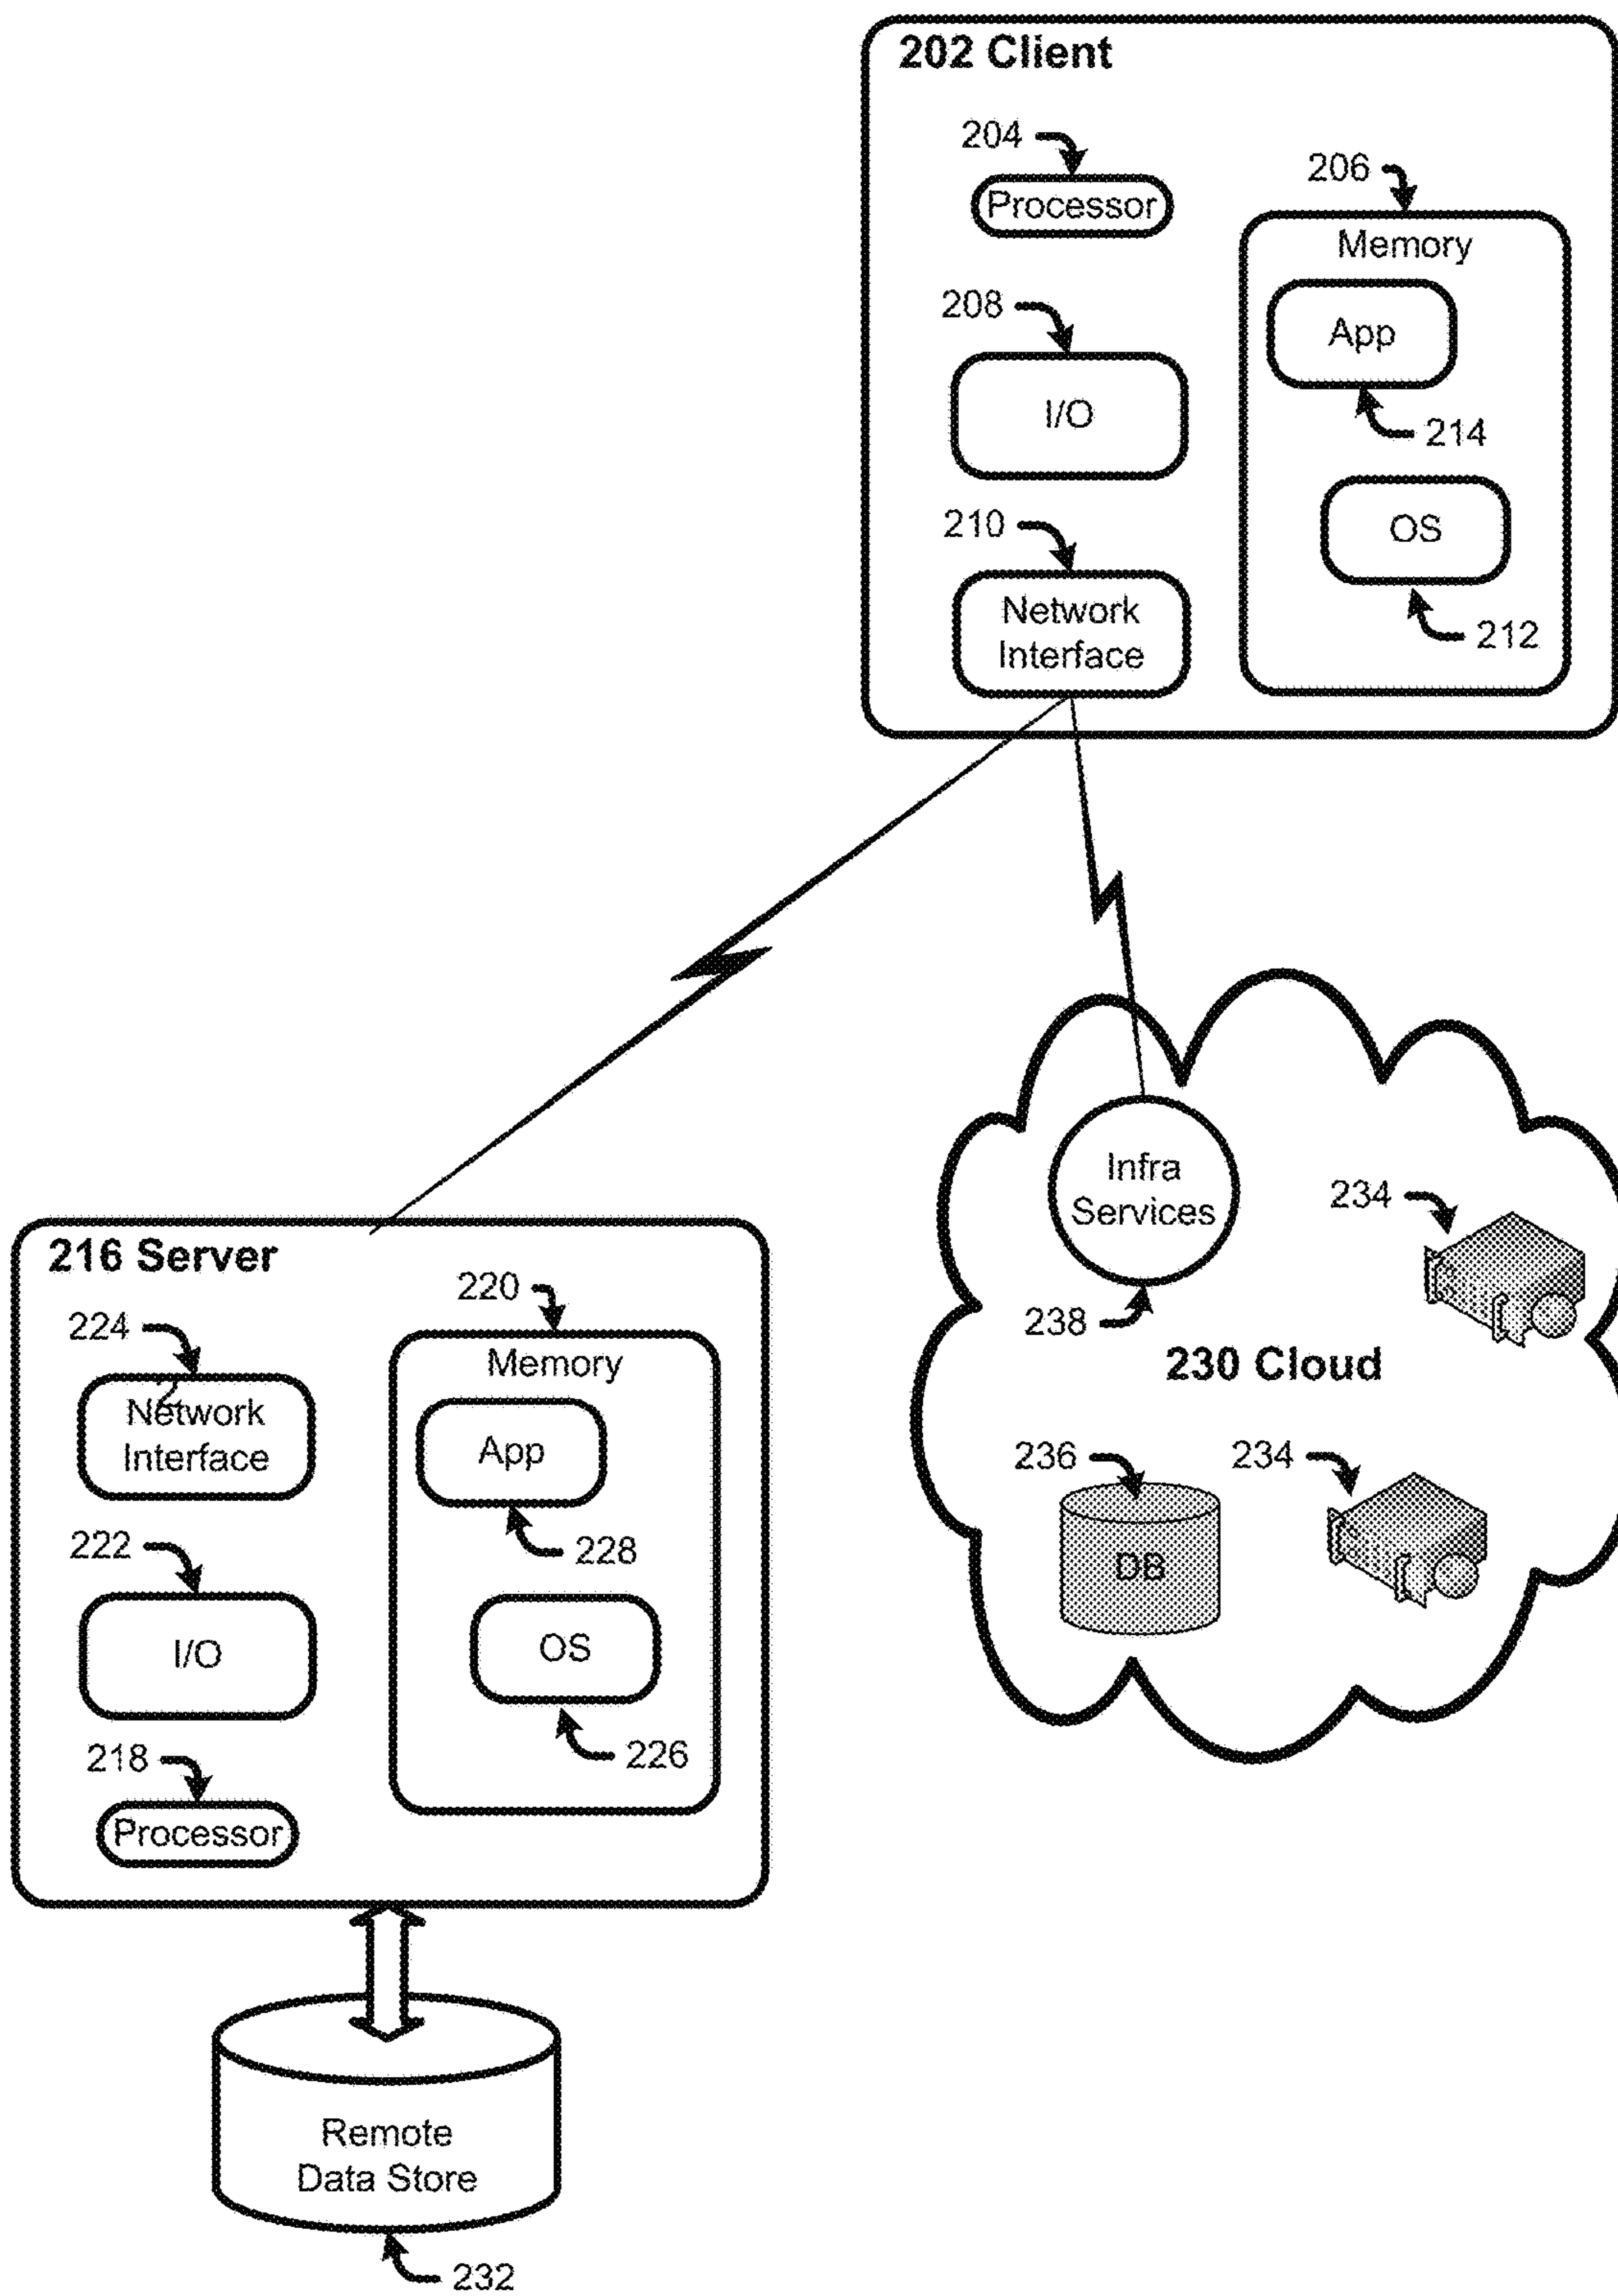 202 Client
204
Processor
206
Memory
208
App
I/O
214
210
OS
Network
Interface
212
Infra
Services
234
238
230 Cloud
236
234
DB
216 Server
220
224
Memory
2
Network
Interface
App
222
228
I/O
OS
218
226
Processor
Remote
Data Store
232